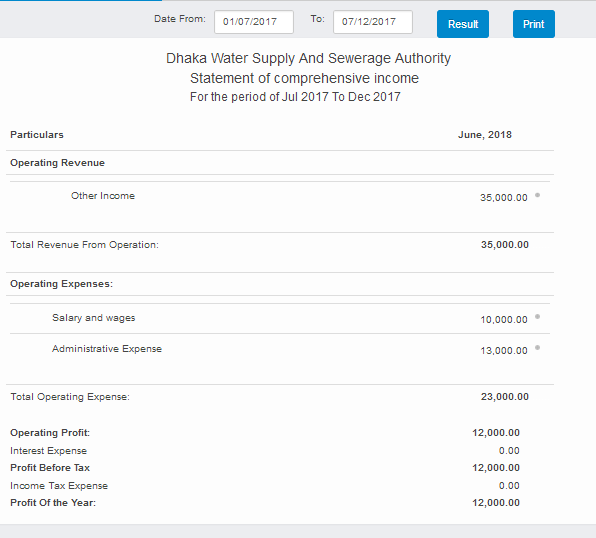 Date From: 01/07/2017 To: 07/12/2017 Result Print
Dhaka Water Supply And Sewerage Authority
Statement of comprehensive income
For the period of Jul 2017 To Dec 2017
Particulars June, 2018
Operating Revenue
Other Income 35,000.00
Total Revenue From Operation: 35,000.00
Operating Expenses:
Salary and wages 10,000.00
Administrative Expense 13,000.00
Total Operating Expense: 23,000.00
Operating Profit: 12,000.00
Interest Expense 0.00
Profit Before Tax 12,000.00
Income Tax Expense 0.00
Profit Of the Year: 12,000.00